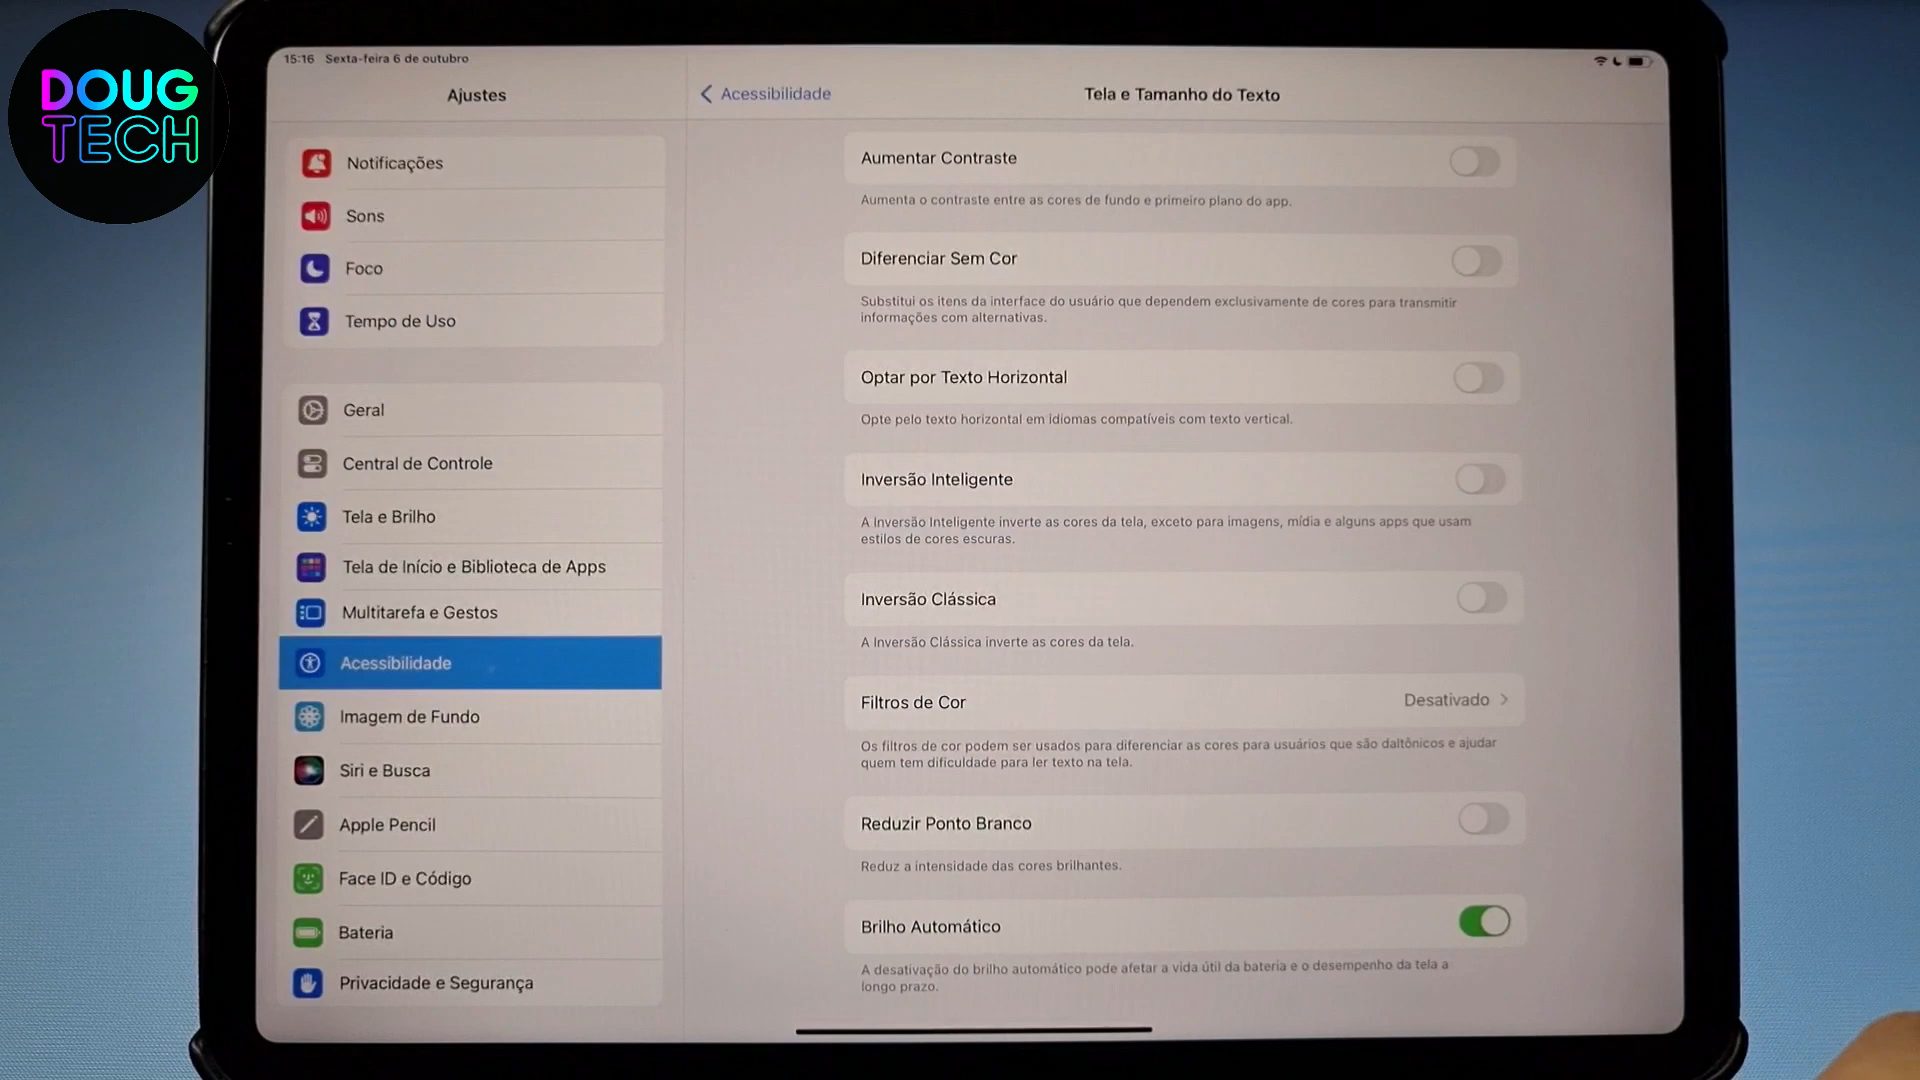 DOUG
TECH
15:16 Sexta-feira 6 de outubro
Ajustes
Notificações
Sons
Foco
Tempo de Uso
Geral
Central de Controle
Tela e Brilho
Tela de Início e Biblioteca de Apps
Multitarefa e Gestos
Acessibilidade
Imagem de Fundo
Siri e Busca
Apple Pencil
Face ID e Código
Bateria
Privacidade e Segurança
Acessibilidade
Tela e Tamanho do Texto
Aumentar Contraste
Aumenta o contraste entre as cores de fundo e primeiro plano do app.
Diferenciar Sem Cor
Substitui os itens da interface do usuário que dependem exclusivamente de cores para transmitir
informações com alternativas.
Optar por Texto Horizontal
Opte pelo texto horizontal em idiomas compatíveis com texto vertical.
Inversão Inteligente
A Inversão Inteligente inverte as cores da tela, exceto para imagens, mídia e alguns apps que usam
estilos de cores escuras.
Inversão Clássica
A Inversão Clássica inverte as cores da tela.
Filtros de Cor Desativado
Os filtros de cor podem ser usados para diferenciar as cores para usuários que são daltônicos e ajudar
quem tem dificuldade para ler texto na tela.
Reduzir Ponto Branco
Reduz a intensidade das cores brilhantes.
Brilho Automático
A desativação do brilho automático pode afetar a vida útil da bateria e o desempenho da tela a
longo prazo.